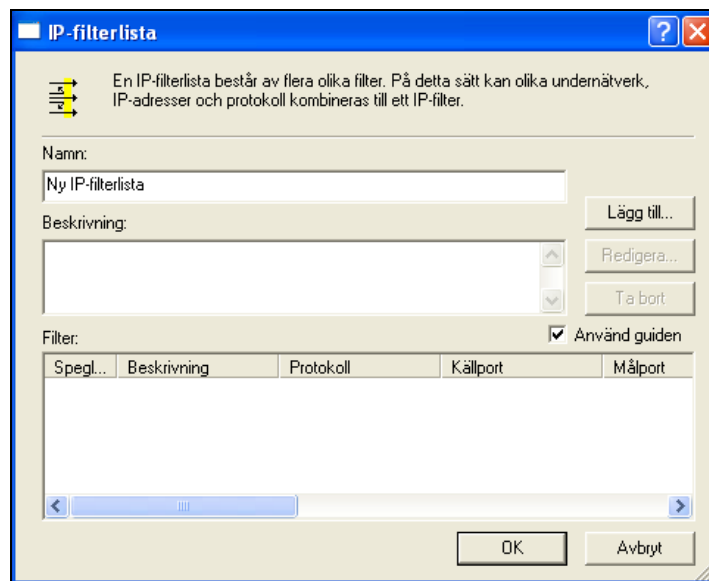 IP-filterlista
En IP-filterlista består av flera olika filter. På detta sätt kan olika undernätverk,
IP-adresser och protokoll kombineras till ett IP-filter.
Namn:
Ny IP-filterlista
Lägg till...
Beskrivning:
Redigera...
Ta bort
Filter:
Använd guiden
Spegl... Beskrivning Protokoll Källport Målport
OK Avbryt